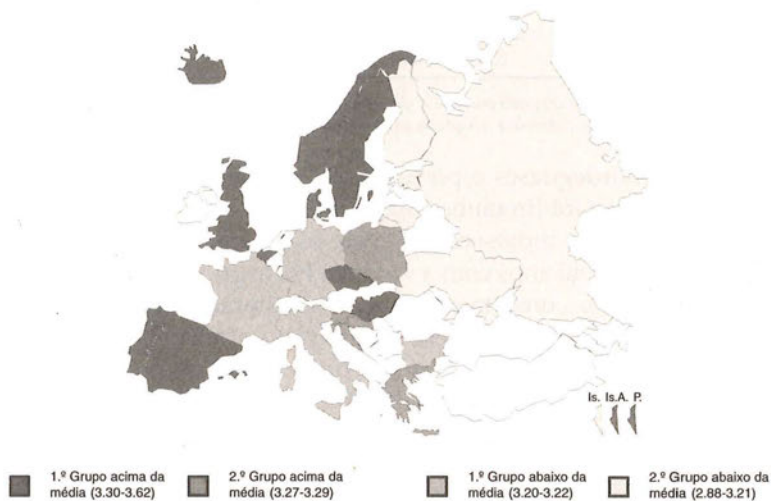 Is. Is.A. P.
1.º Grupo acima da
média (3.30-3.62)
2.º Grupo acima da
média (3.27-3.29)
1.º Grupo abaixo da
média (3.20-3.22)
2.º Grupo abaixo da
média (2.88-3.21)